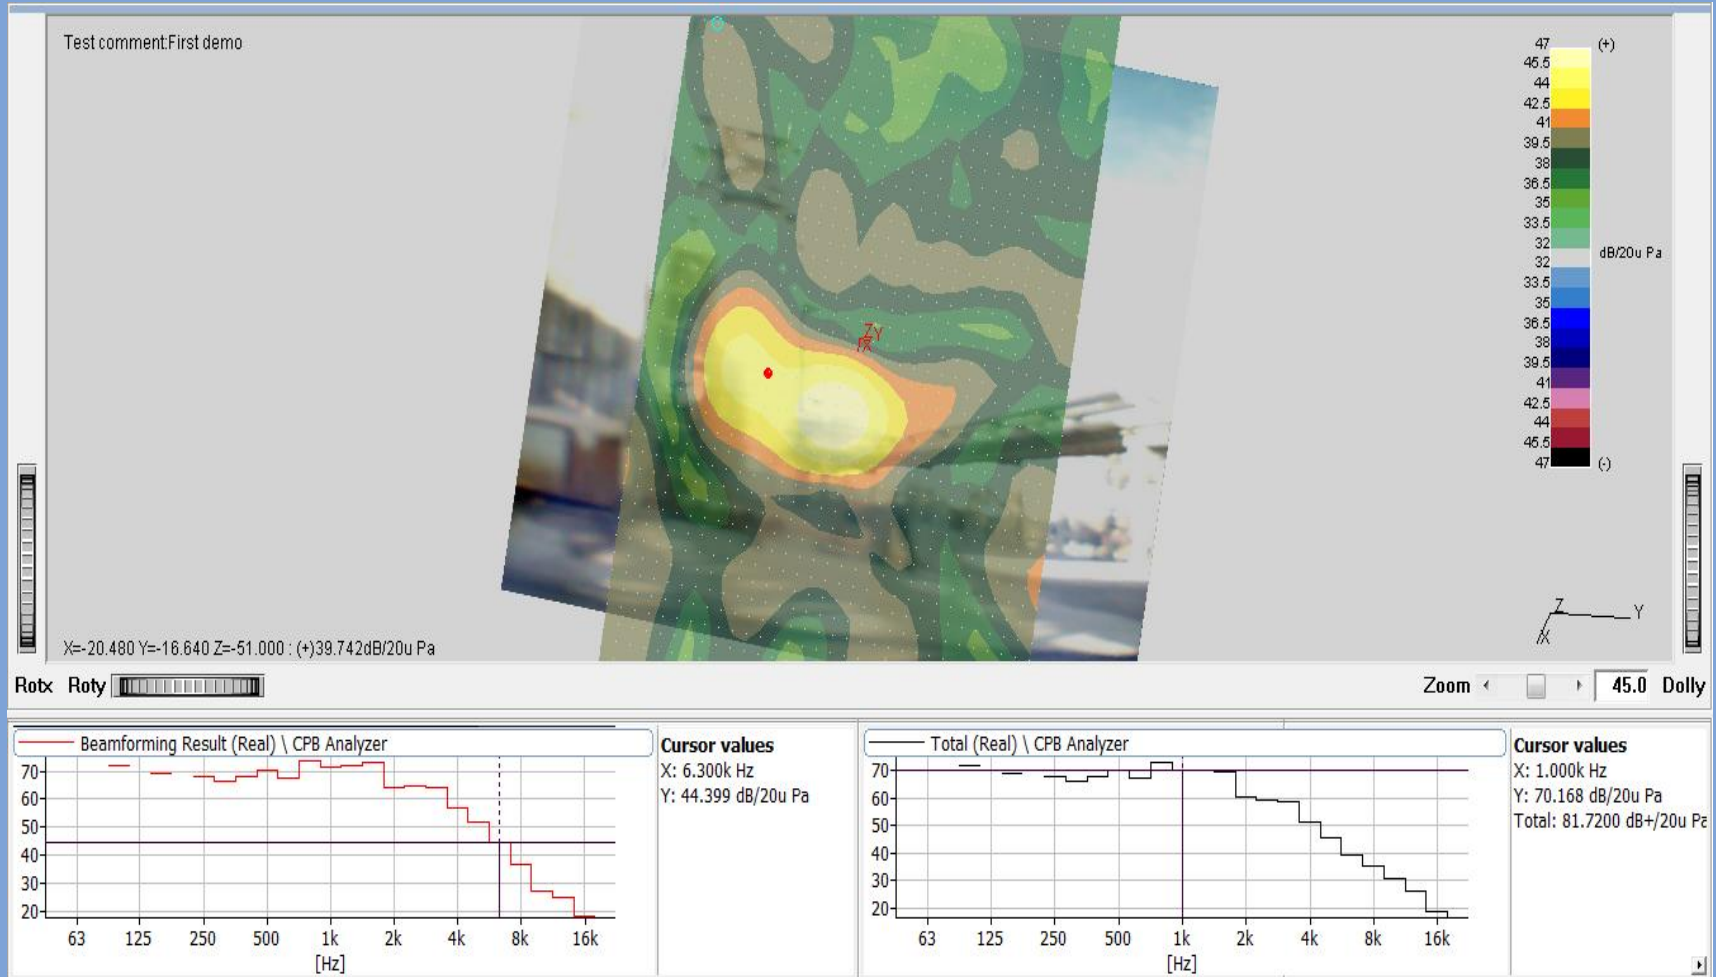 Test comment:First demo
47 (+)
45.5
44
42.5
41
39.5
38
36.5
35
33.5
32
32 dB/20u Pa
33.5
35
36.5
38
39.5
41
42.5
44
45.5
47 (-)
Z Y
X
Z Y
X
X=-20.480 Y=-16.640 Z=-51.000 : (+)39.742dB/20u Pa
Rotx Roty Zoom 45.0 Dolly
Beamforming Result (Real) \ CPB Analyzer
70
60
50
40
30
20
63 125 250 500 1k 2k 4k 8k 16k
[Hz]
Cursor values
X: 6.300k Hz
Y: 44.399 dB/20u Pa
Total (Real) \ CPB Analyzer
70
60
50
40
30
20
63 125 250 500 1k 2k 4k 8k 16k
[Hz]
Cursor values
X: 1.000k Hz
Y: 70.168 dB/20u Pa
Total: 81.7200 dB+/20u Pa